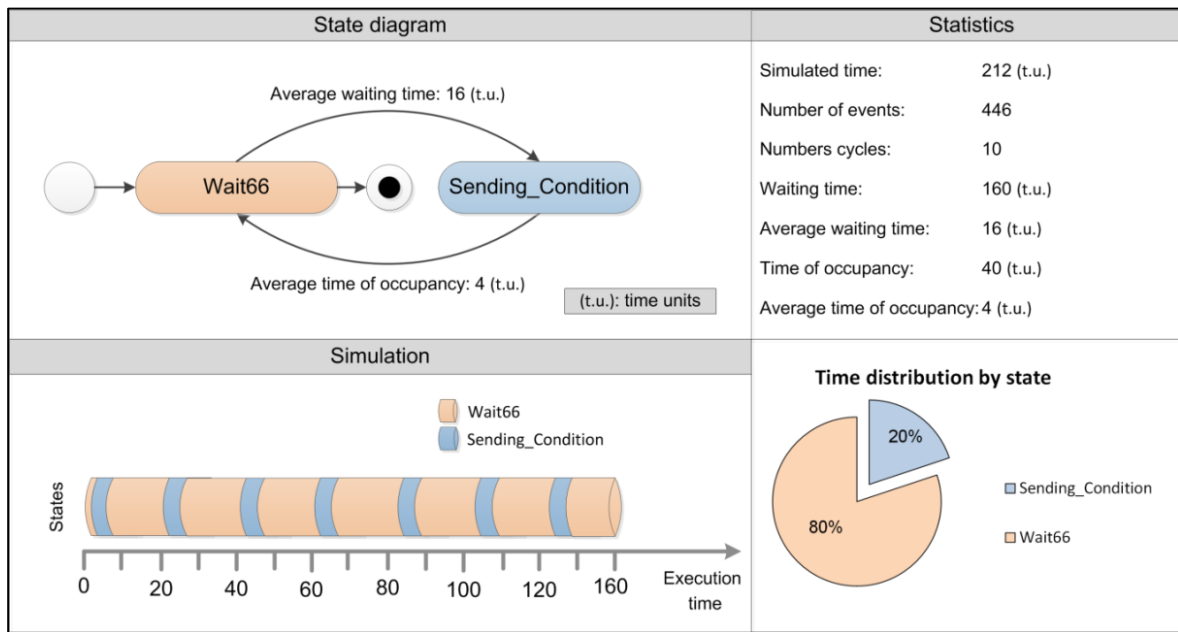 State diagram
Average waiting time: 16 (t.u.)
Wait66
Sending_Condition
Average time of occupancy: 4 (t.u.)
(t.u.): time units
Statistics
Simulated time: 212 (t.u.)
Number of events: 446
Numbers cycles: 10
Waiting time: 160 (t.u.)
Average waiting time: 16 (t.u.)
Time of occupancy: 40 (t.u.)
Average time of occupancy: 4 (t.u.)
Simulation
Wait66
Sending_Condition
States
0 20 40 60 80 100 120 160
Execution
time
Time distribution by state
20%
80%
Sending_Condition
Wait66